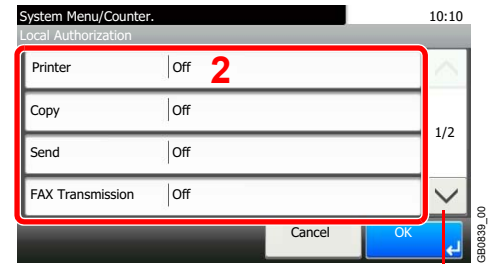 System Menu/Counter. 10:10
Local Authorization
Printer Off 2
Copy Off
1/2
Send Off
FAX Transmission Off
Cancel OK
GB0839_00